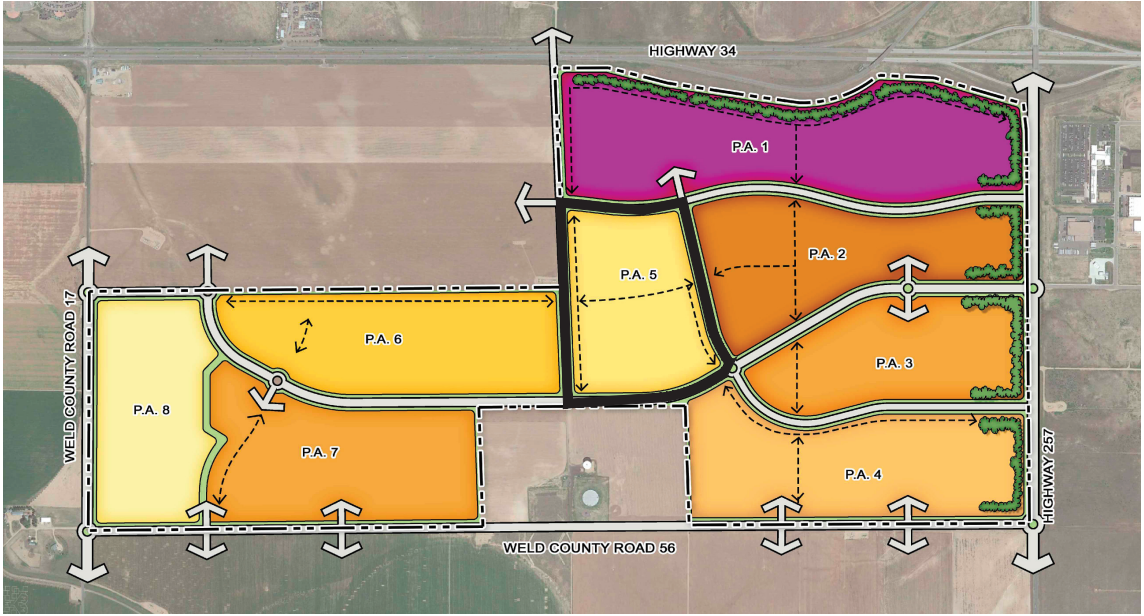 HIGHWAY 34
P.A. 1
P.A. 2
P.A. 5
WELD COUNTY ROAD 17
P.A. 6
P.A. 3
P.A. 8
P.A. 7
P.A. 4
HIGHWAY 257
WELD COUNTY ROAD 56